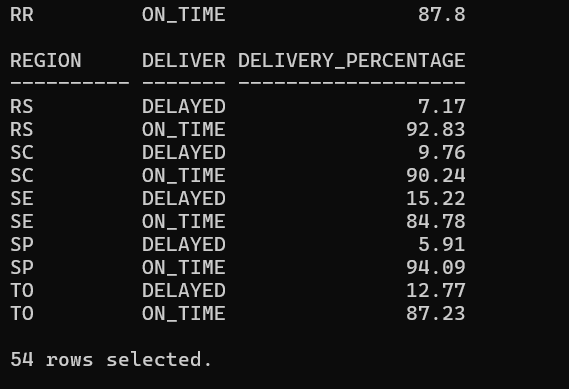 RR         ON_TIME                87.8

REGION     DELIVER DELIVERY_PERCENTAGE
---------- ------- -------------------
RS         DELAYED                7.17
RS         ON_TIME               92.83
SC         DELAYED                9.76
SC         ON_TIME               90.24
SE         DELAYED               15.22
SE         ON_TIME               84.78
SP         DELAYED                5.91
SP         ON_TIME               94.09
TO         DELAYED               12.77
TO         ON_TIME               87.23

54 rows selected.